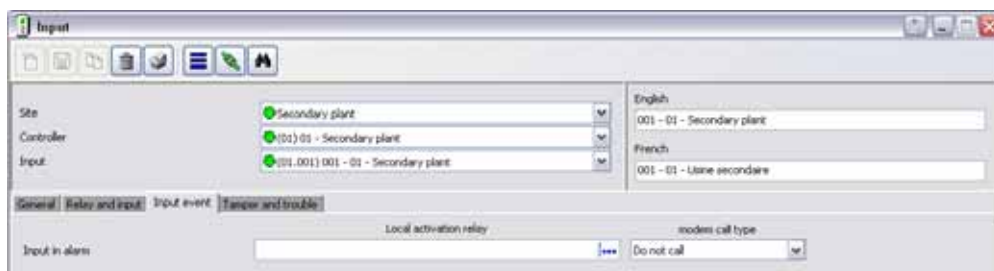 Input
Site
Secondary plant
Controller
(01) 01 - Secondary plant
Input
(01.001) 001 - 01 - Secondary plant
English
001 - 01 - Secondary plant
French
001 - 01 - Usine secondaire
General Relay and input Input event Tamper and trouble
Local activation relay modem call type
Input in alarm Do not call